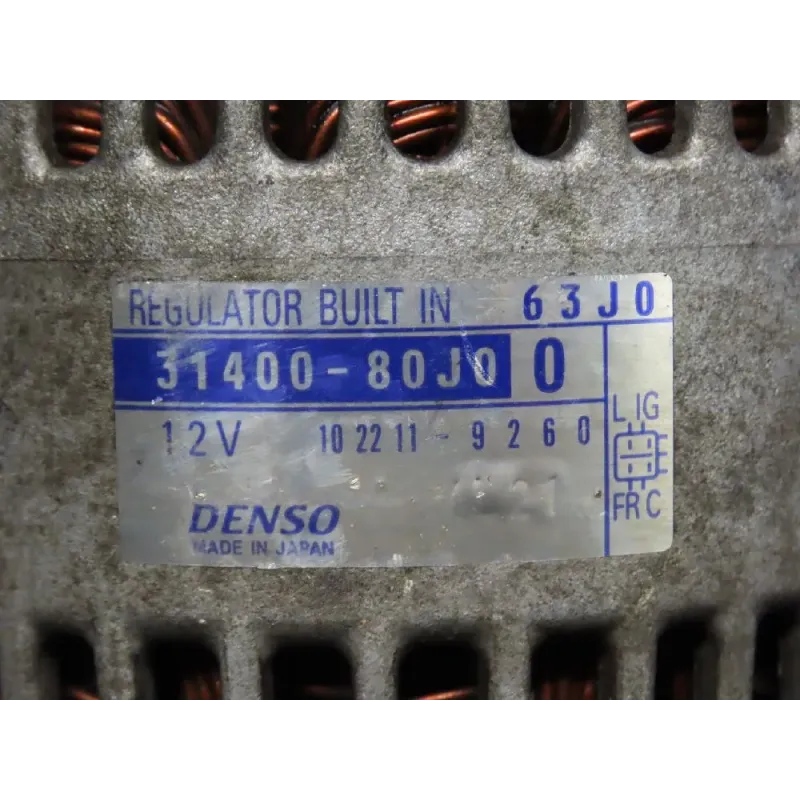 REGULATOR BUILT IN 63J0
31400-80J0 0
12V 102211-9260
L IG
DENSO
FR C
MADE IN JAPAN